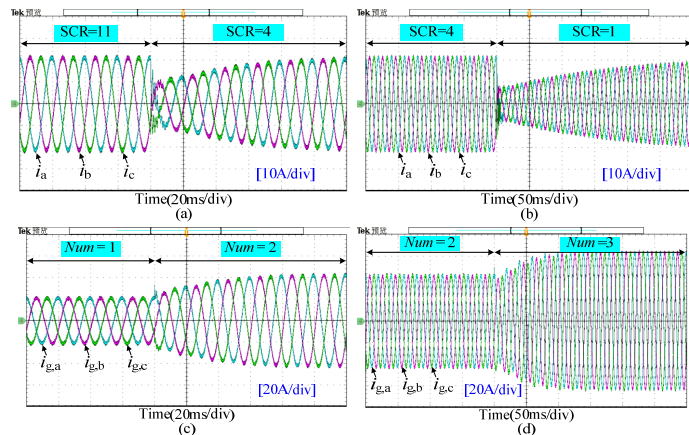 Tek 预览
SCR=11
SCR=4
i_a
i_b
i_c
[10A/div]
Time(20ms/div)
(a)
Tek 预览
SCR=4
SCR=1
i_a
i_b
i_c
[10A/div]
Time(50ms/div)
(b)
Tek 预览
Num = 1
Num = 2
i_g,a
i_g,b
i_g,c
[20A/div]
Time(20ms/div)
(c)
Tek 预览
Num = 2
Num = 3
i_g,a
i_g,b
i_g,c
[20A/div]
Time(50ms/div)
(d)